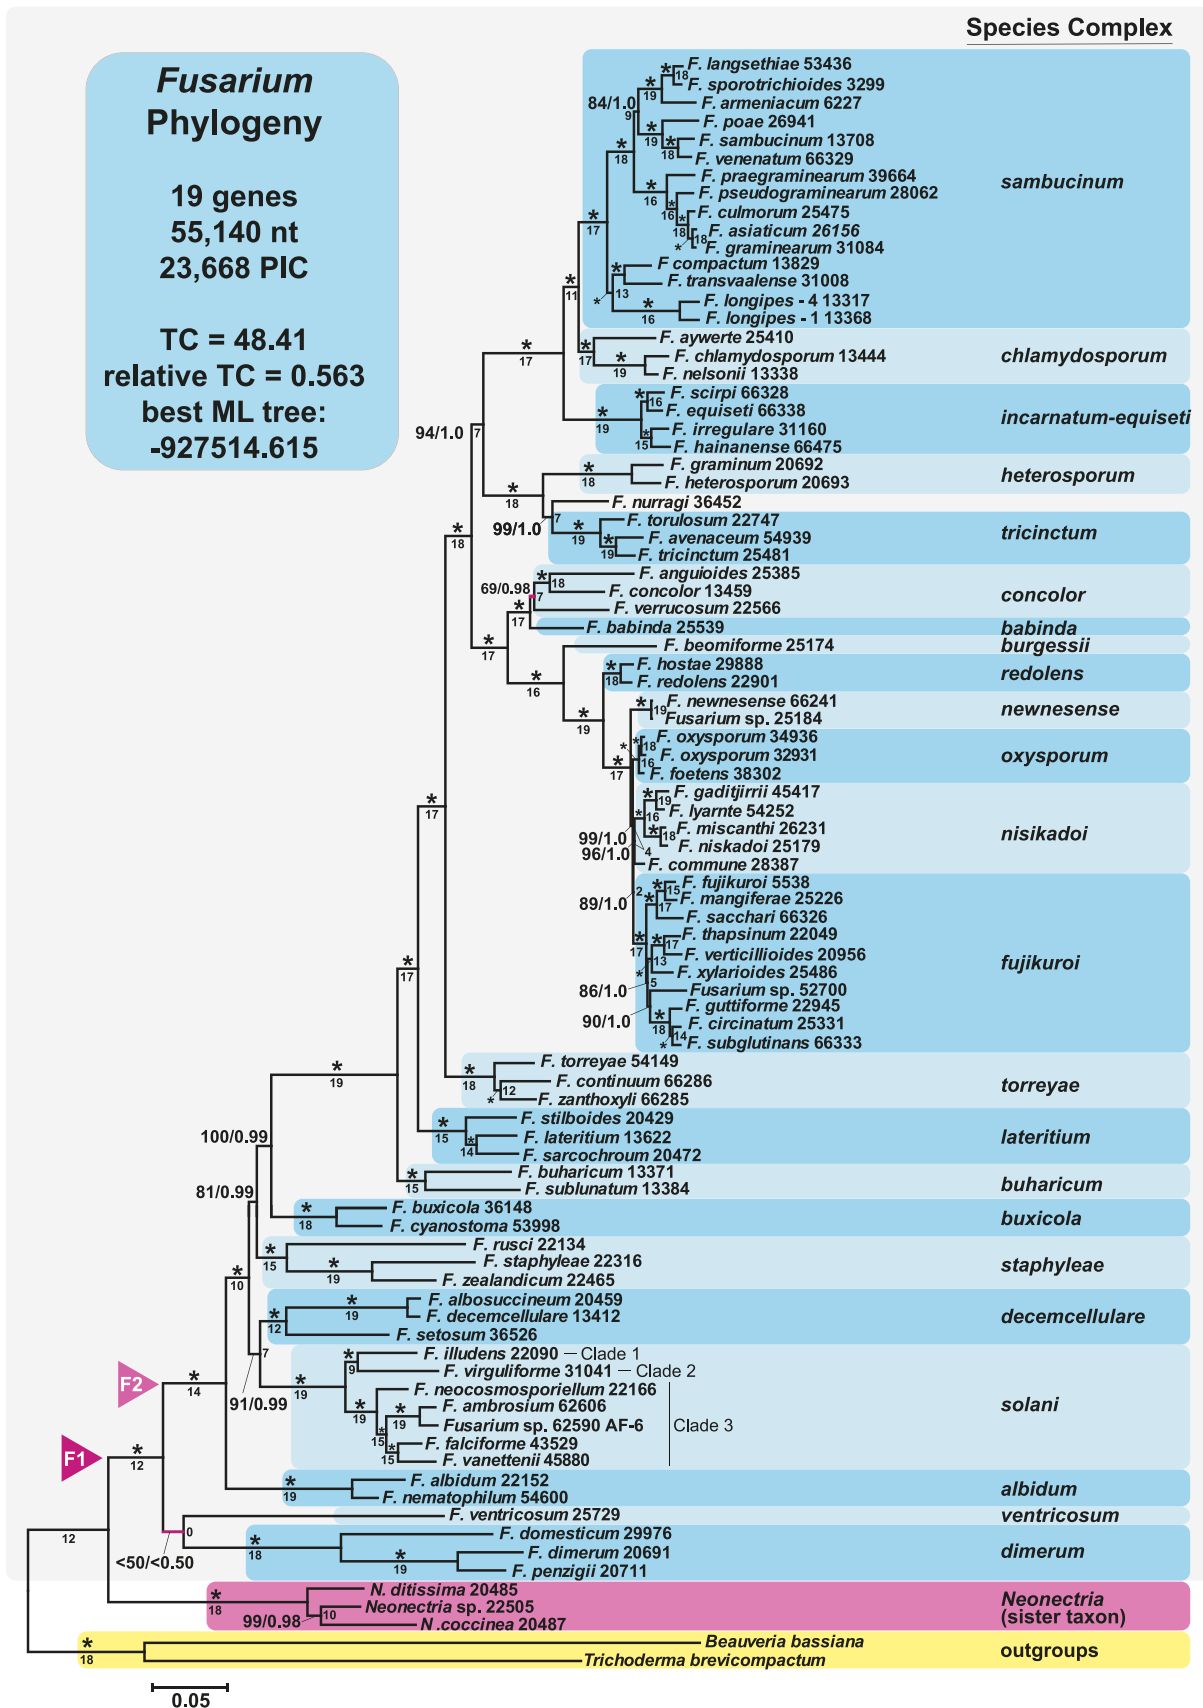 Species Complex
Fusarium
Phylogeny
19 genes
55,140 nt
23,668 PIC
TC = 48.41
relative TC = 0.563
best ML tree:
-927514.615
F. langsethiae 53436
F. sporotrichioides 3299
F. armeniacum 6227
F. poae 26941
F. sambucinum 13708
F. venenatum 66329
F. praegraminearum 39664
F. pseudograminearum 28062
F. culmorum 25475
F. asiaticum 26156
F. graminearum 31084
F compactum 13829
F. transvaalense 31008
F. longipes - 4 13317
F. longipes - 1 13368
sambucinum
F. aywerte 25410
F. chlamydosporum 13444
F. nelsonii 13338
chlamydosporum
F. scirpi 66328
F. equiseti 66338
F. irregulare 31160
F. hainanense 66475
incarnatum-equiseti
F. graminum 20692
F. heterosporum 20693
heterosporum
F. nurragi 36452
F. torulosum 22747
F. avenaceum 54939
F. tricinctum 25481
tricinctum
F. anguioides 25385
F. concolor 13459
F. verrucosum 22566
concolor
F. babinda 25539
babinda
F. beomiforme 25174
burgessii
F. hostae 29888
F. redolens 22901
redolens
F. newnesense 66241
Fusarium sp. 25184
newnesense
F. oxysporum 34936
F. oxysporum 32931
F. foetens 38302
oxysporum
F. gaditjirrii 45417
F. lyarnte 54252
F. miscanthi 26231
F. niskadoi 25179
F. commune 28387
nisikadoi
F. fujikuroi 5538
F. mangiferae 25226
F. sacchari 66326
F. thapsinum 22049
F. verticillioides 20956
F. xylarioides 25486
Fusarium sp. 52700
F. guttiforme 22945
F. circinatum 25331
F. subglutinans 66333
fujikuroi
F. torreyae 54149
F. continuum 66286
F. zanthoxyli 66285
torreyae
F. stilboides 20429
F. lateritium 13622
F. sarcochroum 20472
lateritium
F. buharicum 13371
F. sublunatum 13384
buharicum
F. buxicola 36148
F. cyanostoma 53998
buxicola
F. rusci 22134
F. staphyleae 22316
F. zealandicum 22465
staphyleae
F. albosuccineum 20459
F. decemcellulare 13412
F. setosum 36526
decemcellulare
F. illudens 22090 — Clade 1
F. virguliforme 31041 — Clade 2
F. neocosmosporiellum 22166
F. ambrosium 62606
Fusarium sp. 62590 AF-6
F. falciforme 43529
F. vanettenii 45880
Clade 3
solani
F. albidum 22152
F. nematophilum 54600
albidum
F. ventricosum 25729
ventricosum
F. domesticum 29976
F. dimerum 20691
F. penzigii 20711
dimerum
N. ditissima 20485
Neonectria sp. 22505
N .coccinea 20487
Neonectria
(sister taxon)
Beauveria bassiana
Trichoderma brevicompactum
outgroups
84/1.0
94/1.0
99/1.0
69/0.98
99/1.0
96/1.0
89/1.0
86/1.0
90/1.0
100/0.99
81/0.99
91/0.99
<50/<0.50
99/0.98
F2
F1
0.05